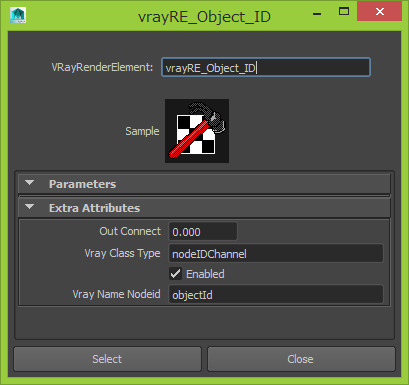 vrayRE_Object_ID
VRayRenderElement: vrayRE_Object_ID
Sample
Parameters
Extra Attributes
Out Connect 0.000
Vray Class Type nodeIDChannel
Enabled
Vray Name Nodeid objectId
Select Close